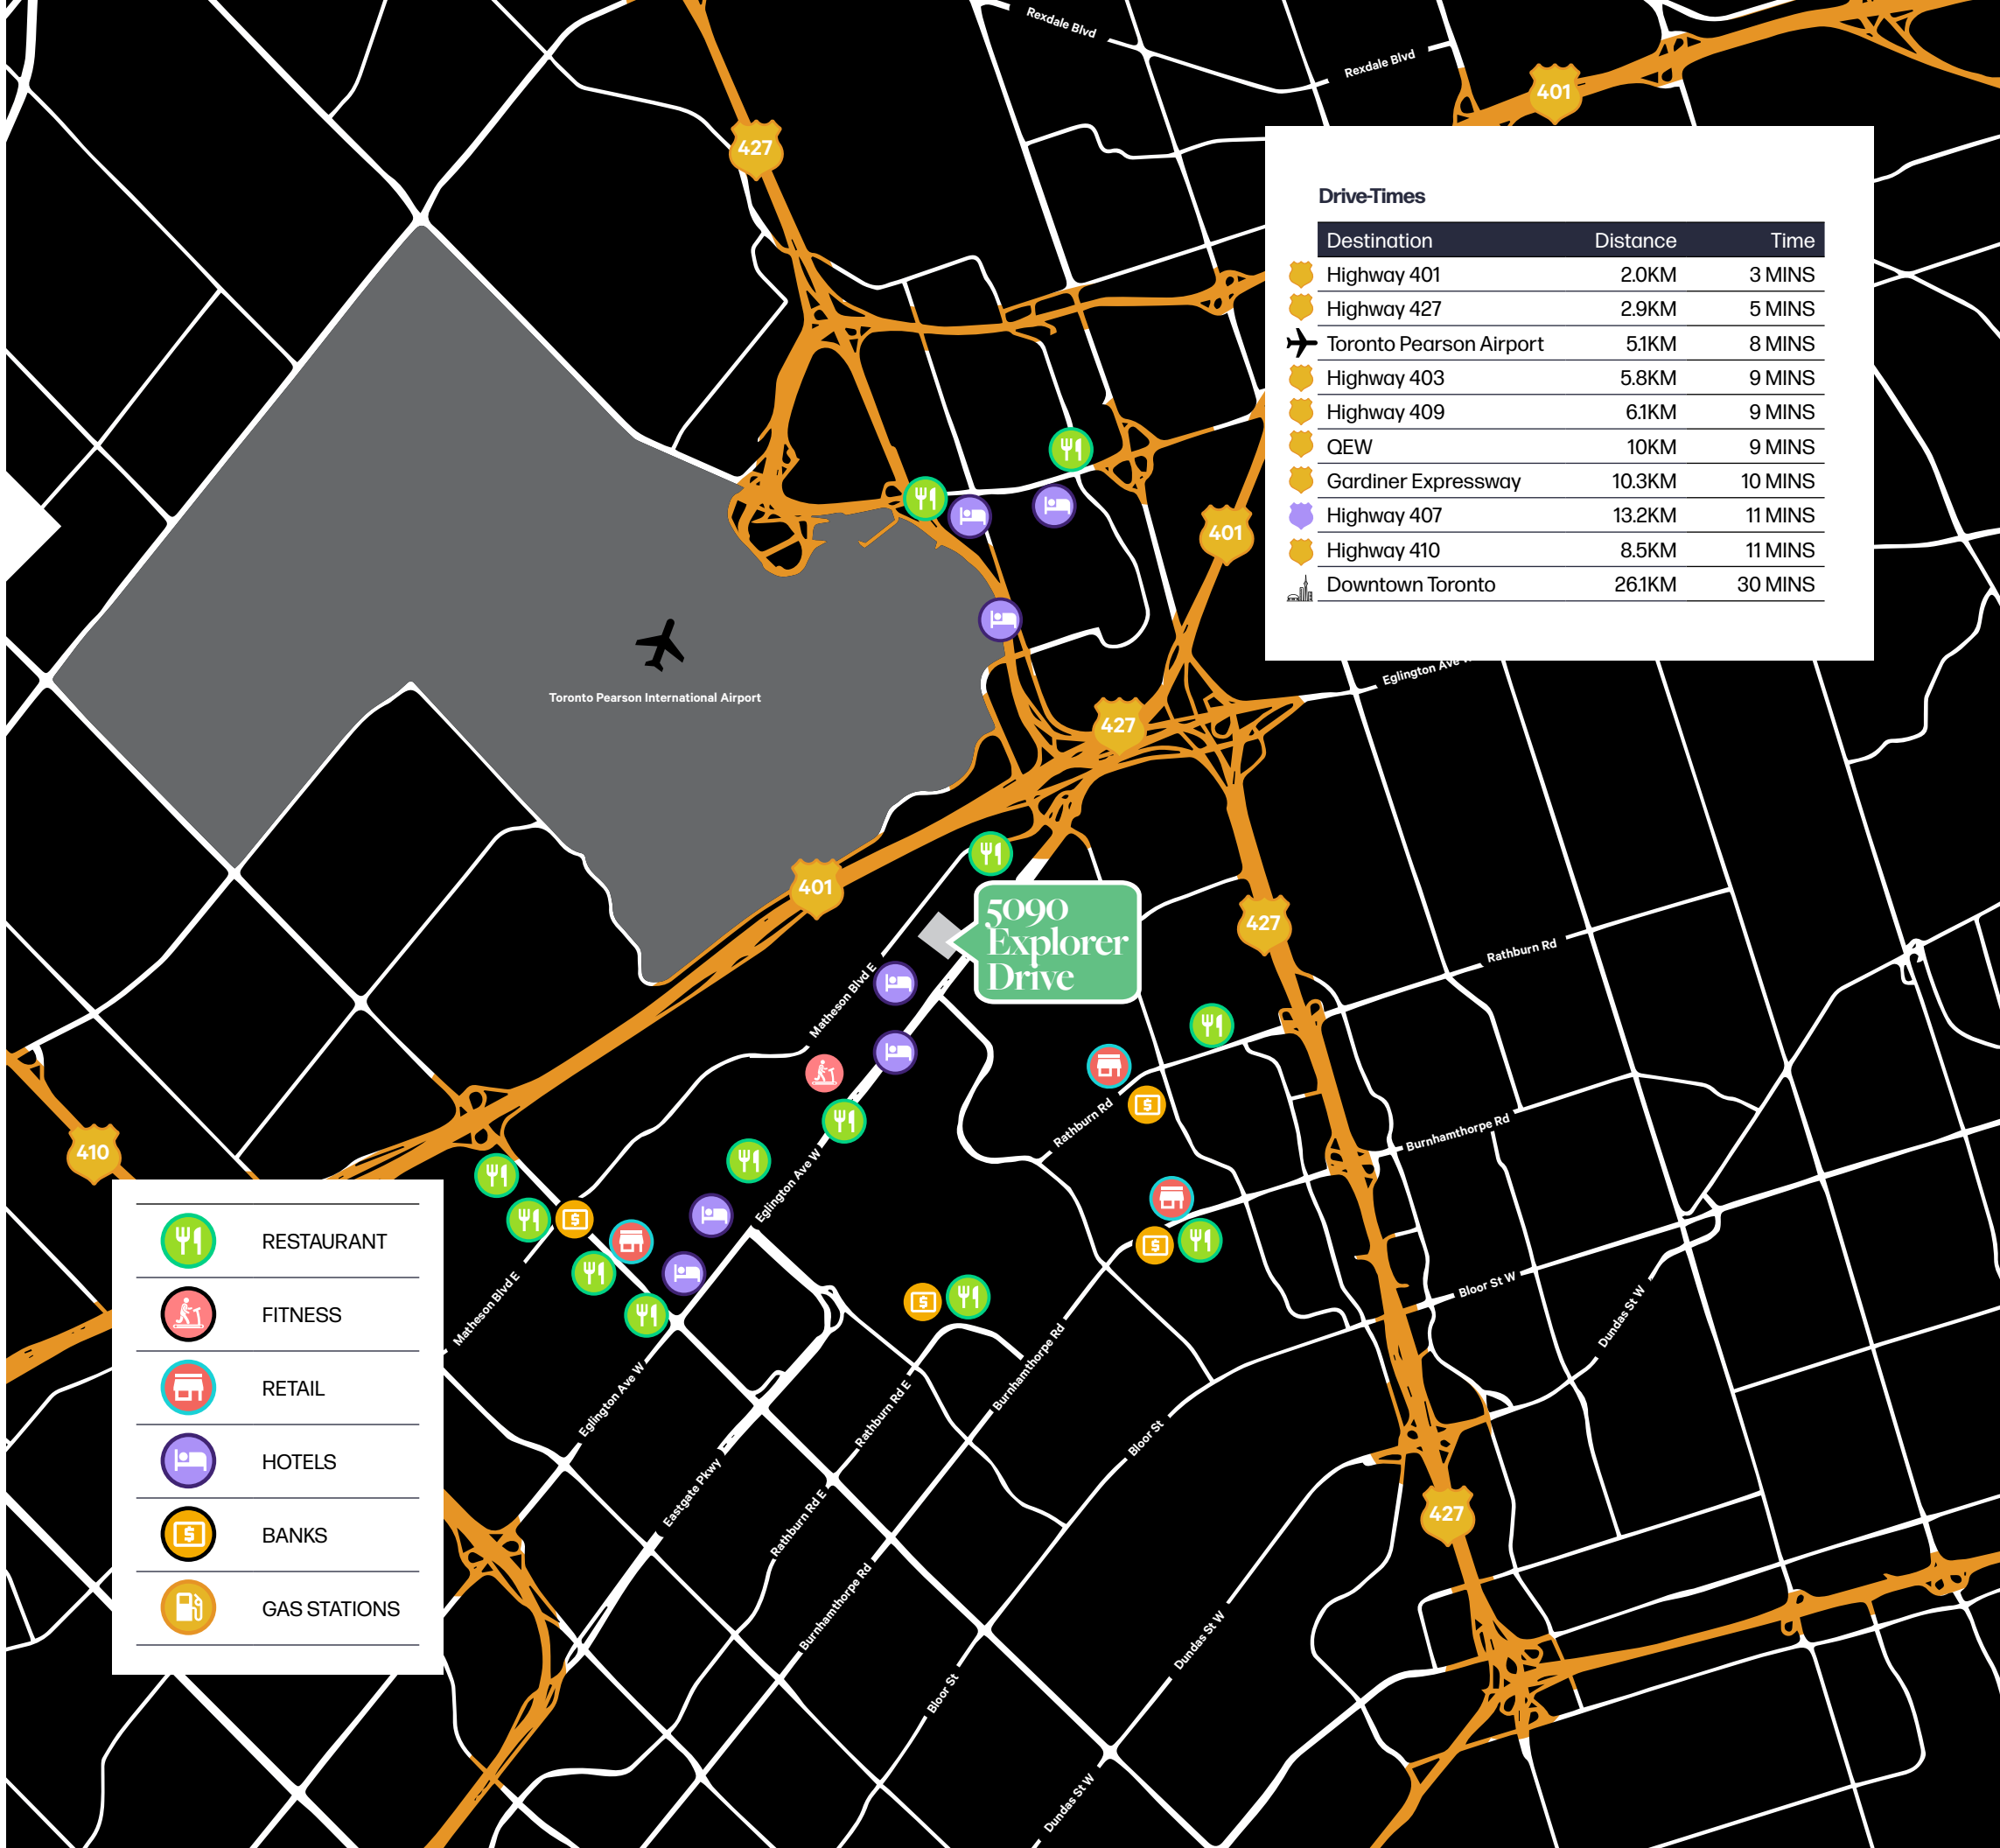 Rexdale Blvd
Rexdale Blvd
401
427
Drive-Times
Destination Distance Time
Highway 401 2.0KM 3 MINS
Highway 427 2.9KM 5 MINS
Toronto Pearson Airport 5.1KM 8 MINS
Highway 403 5.8KM 9 MINS
Highway 409 6.1KM 9 MINS
QEW 10KM 9 MINS
Gardiner Expressway 10.3KM 10 MINS
Highway 407 13.2KM 11 MINS
Highway 410 8.5KM 11 MINS
Downtown Toronto 26.1KM 30 MINS
401
Eglington Ave
Toronto Pearson International Airport
427
401
5090
Explorer
Drive
427
Rathburn Rd
Matheson Blvd E
Rathburn Rd
Burnhamthorpe Rd
410
Eglington Ave W
RESTAURANT
FITNESS
RETAIL
HOTELS
BANKS
$
GAS STATIONS
$
$
$
$
Matheson Blvd E
Bloor St W
Dundas St W
Eglington Ave W
Burnhamthorpe Rd
Rathburn Rd E
Bloor St
Eastgate Pkwy
Rathburn Rd E
427
Burnhamthorpe Rd
Dundas St W
Bloor St
Dundas St W